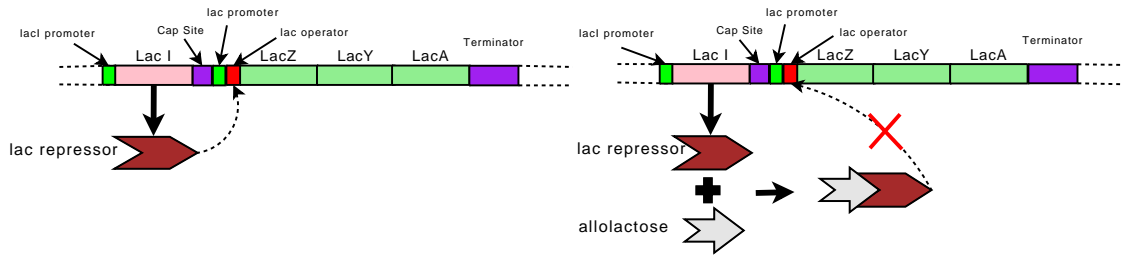 lac promoter
Cap Site
lacI promoter
lac operator
Terminator
Lac I
LacZ
LacY
LacA
lac repressor
lac promoter
Cap Site
lacI promoter
lac operator
Terminator
Lac I
LacZ
LacY
LacA
lac repressor
allolactose